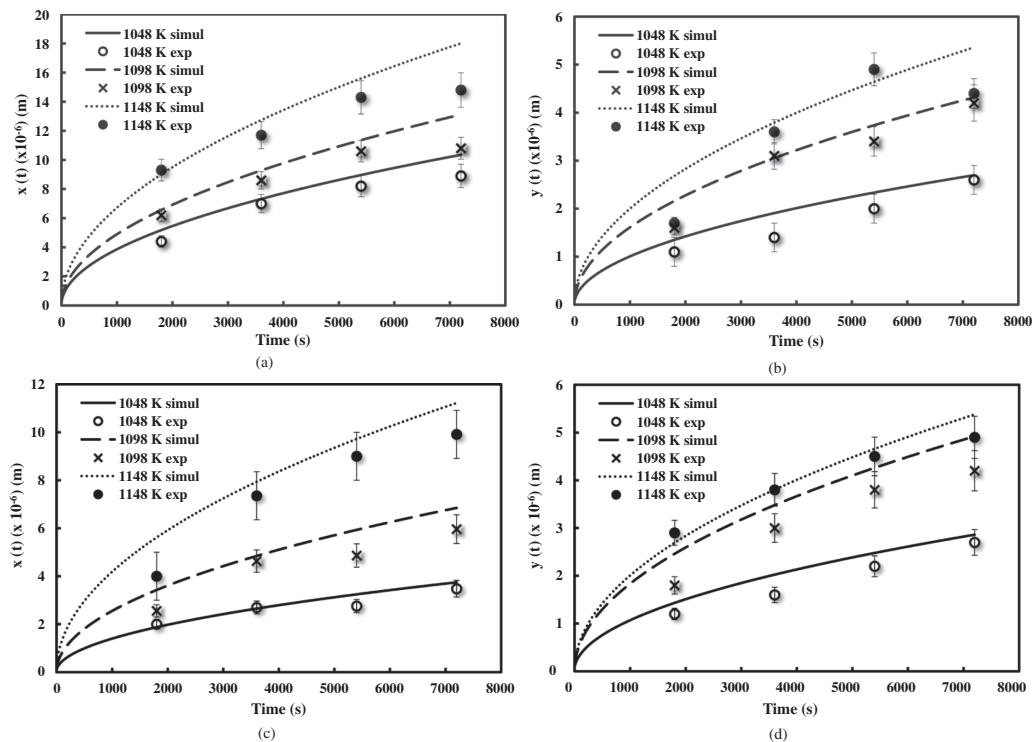 20
18
16
14
12
10
8
6
4
2
0
x (t) (x10⁻⁶) (m)
1048 K simul
1048 K exp
1098 K simul
1098 K exp
1148 K simul
1148 K exp
0 1000 2000 3000 4000 5000 6000 7000 8000
Time (s)
(a)
6
5
4
3
2
1
0
y (t) (x10⁻⁶) (m)
1048 K simul
1048 K exp
1098 K simul
1098 K exp
1148 K simul
1148 K exp
0 1000 2000 3000 4000 5000 6000 7000 8000
Time (s)
(b)
12
10
8
6
4
2
0
x (t) (x 10⁻⁶) (m)
1048 K simul
1048 K exp
1098 K simul
1098 K exp
1148 K simul
1148 K exp
0 1000 2000 3000 4000 5000 6000 7000 8000
Time (s)
(c)
6
5
4
3
2
1
0
y (t) (x 10⁻⁶) (m)
1048 K simul
1048 K exp
1098 K simul
1098 K exp
1148 K simul
1148 K exp
0 1000 2000 3000 4000 5000 6000 7000 8000
Time (s)
(d)